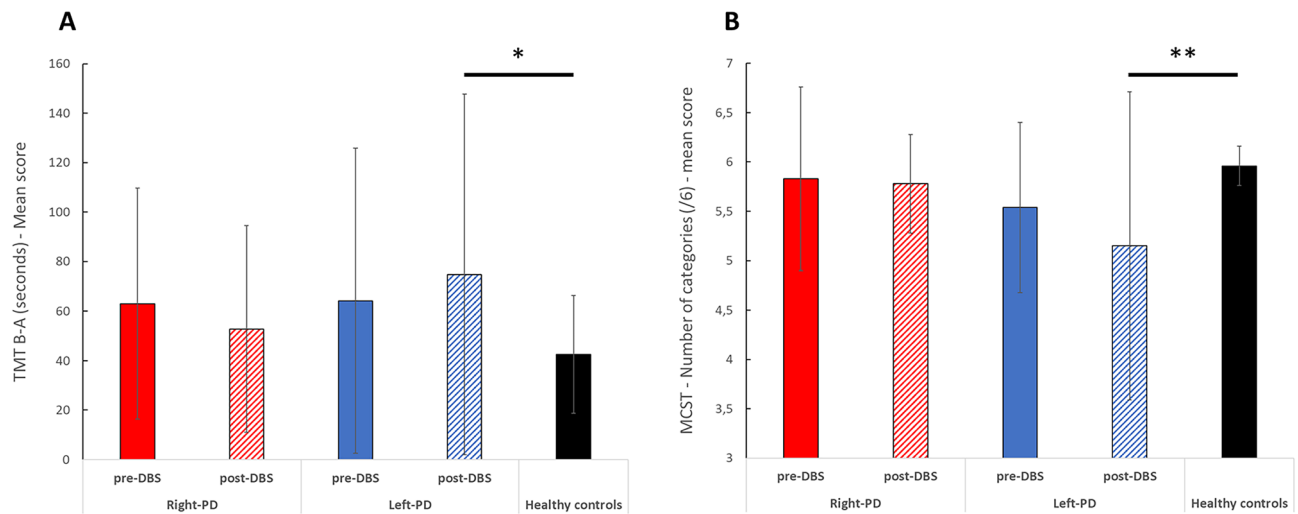 A
TMT B-A (seconds) - Mean score
160
140
120
100
80
60
40
20
0
*
pre-DBS
post-DBS
pre-DBS
post-DBS
Right-PD
Left-PD
Healthy controls
B
MCST - Number of categories (/6) - mean score
7
6,5
6
5,5
5
4,5
4
3,5
3
**
pre-DBS
post-DBS
pre-DBS
post-DBS
Right-PD
Left-PD
Healthy controls